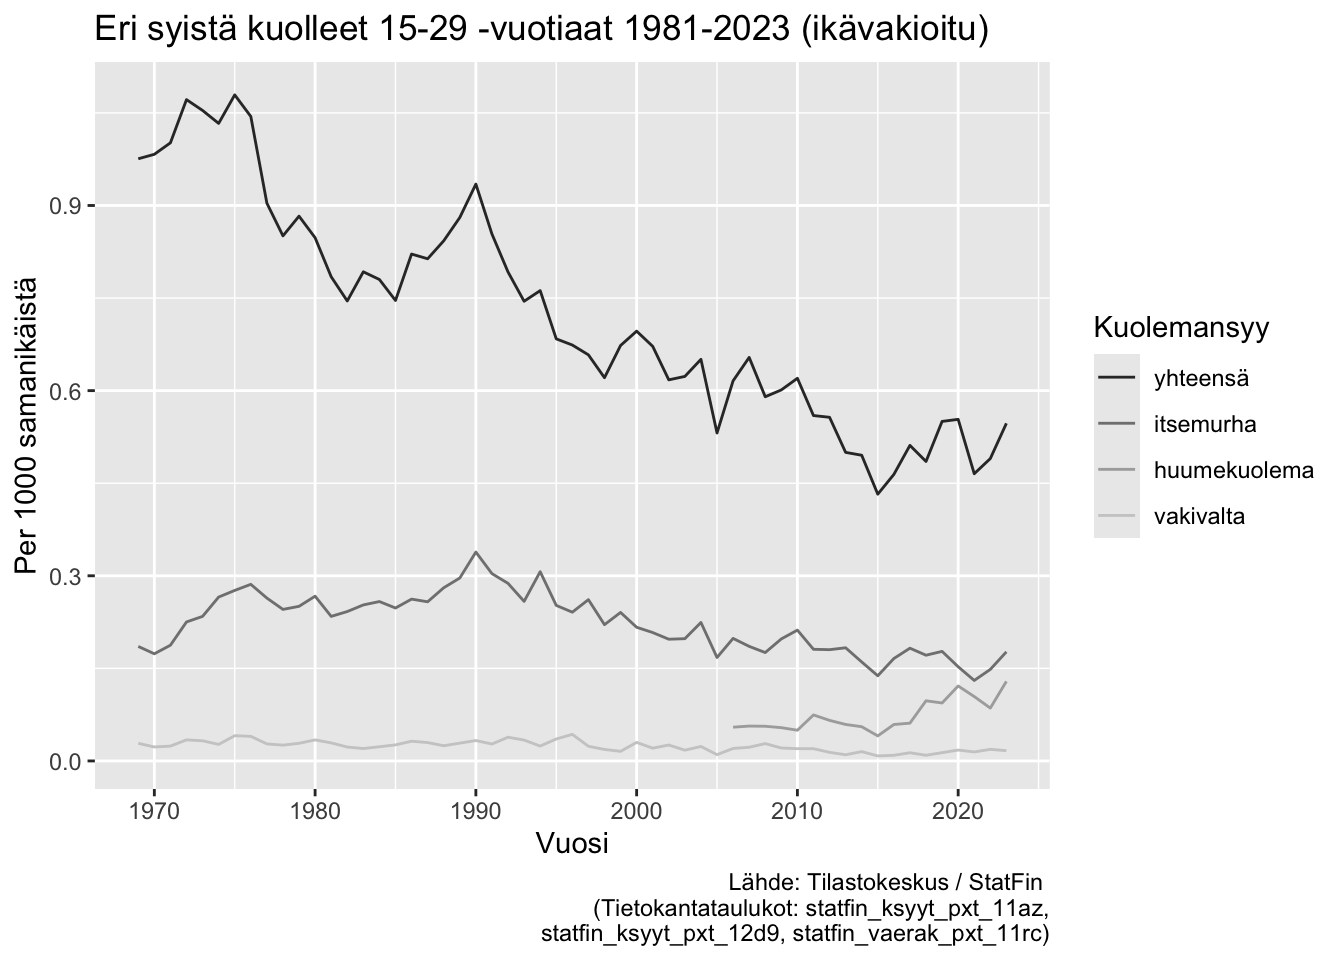 Eri syistä kuolleet 15-29 -vuotiaat 1981-2023 (ikävakioitu)
Per 1000 samanikäistä
0.9
0.6
0.3
0.0
1970 1980 1990 2000 2010 2020
Vuosi
Kuolemansyy
yhteensä
itsemurha
huumekuolema
vakivalta
Lähde: Tilastokeskus / StatFin
(Tietokantataulukot: statfin_ksyyt_pxt_11az,
statfin_ksyyt_pxt_12d9, statfin_vaerak_pxt_11rc)